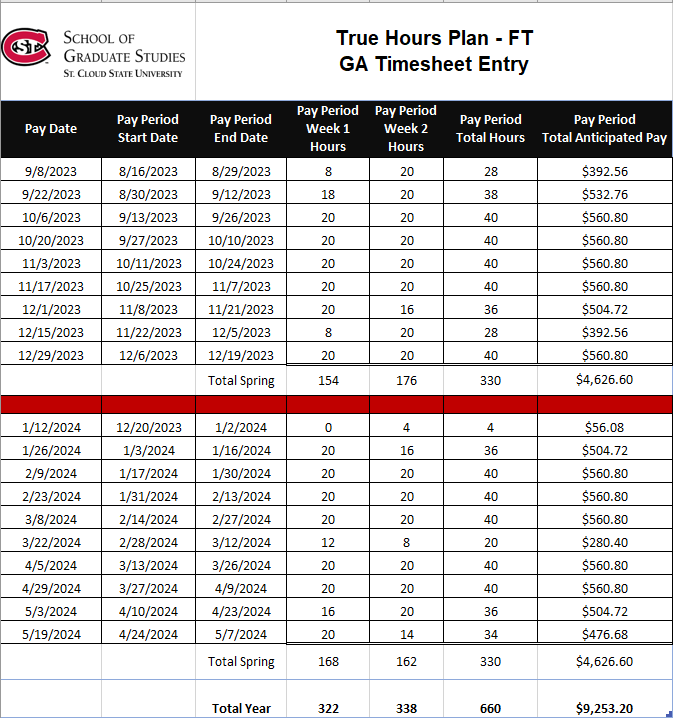 SCHOOL OF
GRADUATE STUDIES
ST. CLOUD STATE UNIVERSITY
True Hours Plan - FT
GA Timesheet Entry
Pay Date Pay Period Start Date Pay Period End Date Pay Period Week 1 Hours Pay Period Week 2 Hours Pay Period Total Hours Pay Period Total Anticipated Pay
9/8/2023 8/16/2023 8/29/2023 8 20 28 $392.56
9/22/2023 8/30/2023 9/12/2023 18 20 38 $532.76
10/6/2023 9/13/2023 9/26/2023 20 20 40 $560.80
10/20/2023 9/27/2023 10/10/2023 20 20 40 $560.80
11/3/2023 10/11/2023 10/24/2023 20 20 40 $560.80
11/17/2023 10/25/2023 11/7/2023 20 20 40 $560.80
12/1/2023 11/8/2023 11/21/2023 20 16 36 $504.72
12/15/2023 11/22/2023 12/5/2023 8 20 28 $392.56
12/29/2023 12/6/2023 12/19/2023 20 20 40 $560.80
Total Spring 154 176 330 $4,626.60
1/12/2024 12/20/2023 1/2/2024 0 4 4 $56.08
1/26/2024 1/3/2024 1/16/2024 20 16 36 $504.72
2/9/2024 1/17/2024 1/30/2024 20 20 40 $560.80
2/23/2024 1/31/2024 2/13/2024 20 20 40 $560.80
3/8/2024 2/14/2024 2/27/2024 20 20 40 $560.80
3/22/2024 2/28/2024 3/12/2024 12 8 20 $280.40
4/5/2024 3/13/2024 3/26/2024 20 20 40 $560.80
4/29/2024 3/27/2024 4/9/2024 20 20 40 $560.80
5/3/2024 4/10/2024 4/23/2024 16 20 36 $504.72
5/19/2024 4/24/2024 5/7/2024 20 14 34 $476.68
Total Spring 168 162 330 $4,626.60
Total Year 322 338 660 $9,253.20